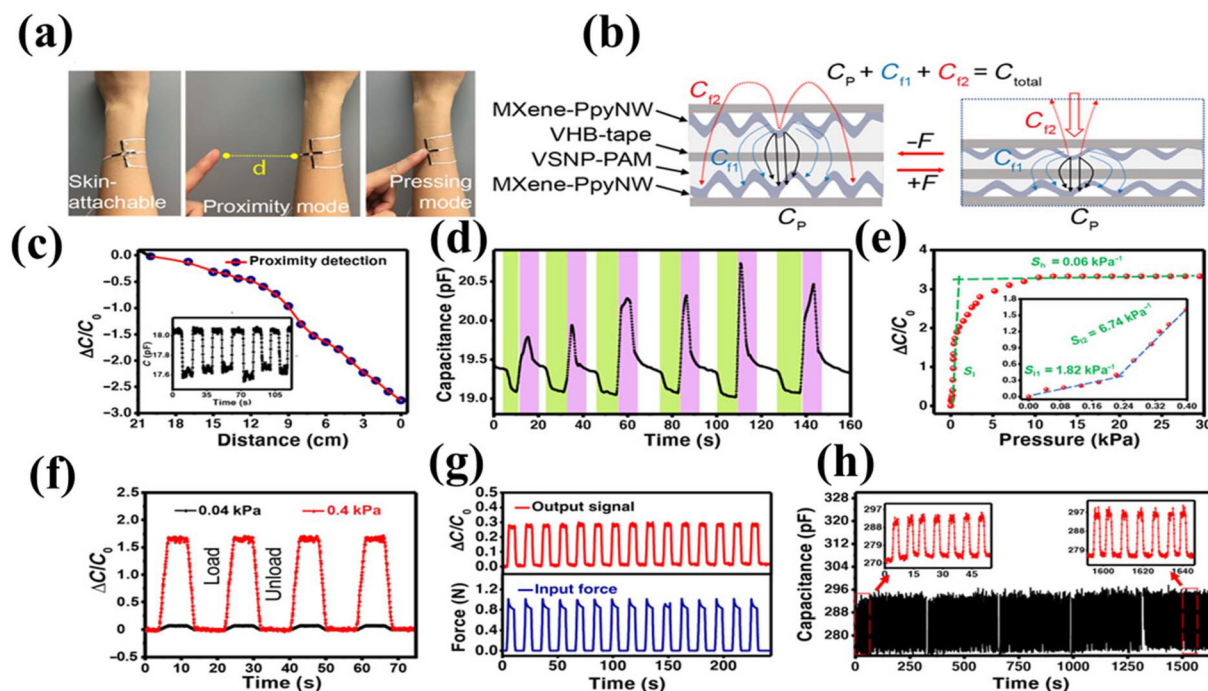 (a)
Skin-
attachable
d
Proximity mode
Pressing
mode
(b)
C_P + C_f1 + C_f2 = C_total
MXene-PpyNW
VHB-tape
VSNP-PAM
MXene-PpyNW
C_f2
C_f1
C_P
−F
+F
C_f2
C_f1
C_P
(c)
ΔC/C₀
0.0
-0.5
-1.0
-1.5
-2.0
-2.5
-3.0
Proximity detection
C (pF)
18.0
17.8
17.6
0 35 70 105
Time (s)
21 18 15 12 9 6 3 0
Distance (cm)
(d)
Capacitance (pF)
20.5
20.0
19.5
19.0
0 20 40 60 80 100 120 140 160
Time (s)
(e)
ΔC/C₀
4
3
2
1
0
S_h = 0.06 kPa⁻¹
S_l
1.8
1.5
1.2
0.9
0.6
0.3
0.0
S_l2 = 6.74 kPa⁻¹
S_l1 = 1.82 kPa⁻¹
0.00 0.08 0.16 0.24 0.32 0.40
0 5 10 15 20 25 30
Pressure (kPa)
(f)
ΔC/C₀
2.5
2.0
1.5
1.0
0.5
0
-0.5
0.04 kPa 0.4 kPa
Load
Unload
0 10 20 30 40 50 60 70
Time (s)
(g)
ΔC/C₀
0.5
0.4
0.3
0.2
0.1
0.0
Output signal
Force (N)
1.2
0.8
0.4
0.0
Input force
0 50 100 150 200
Time (s)
(h)
Capacitance (pF)
328
320
312
304
296
288
280
297
288
279
270
0 15 30 45
297
288
279
1600 1620 1640
0 250 500 750 1000 1250 1500
Time (s)